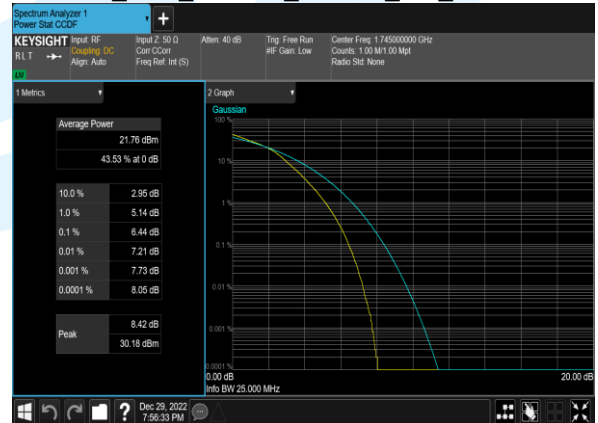 Spectrum Analyzer 1
Power Stat CCDF
KEYSIGHT Input: RF Input Z: 50 Ω Atten: 40 dB Trig: Free Run Center Freq: 1.745000000 GHz
RLT Coupling: DC Corr CCorr #IF Gain: Low Counts: 1.00 M/1.00 Mpt
Align: Auto Freq Ref: Int (S) Radio Std: None
LXI
1 Metrics
2 Graph
Average Power
21.76 dBm
43.53 % at 0 dB
10.0 % 2.95 dB
1.0 % 5.14 dB
0.1 % 6.44 dB
0.01 % 7.21 dB
0.001 % 7.73 dB
0.0001 % 8.05 dB
Peak 8.42 dB
30.18 dBm
Gaussian
100 %
10 %
1 %
0.1 %
0.01 %
0.001 %
0.0001 %
0.00 dB 20.00 dB
Info BW 25.000 MHz
Dec 29, 2022
7:56:33 PM